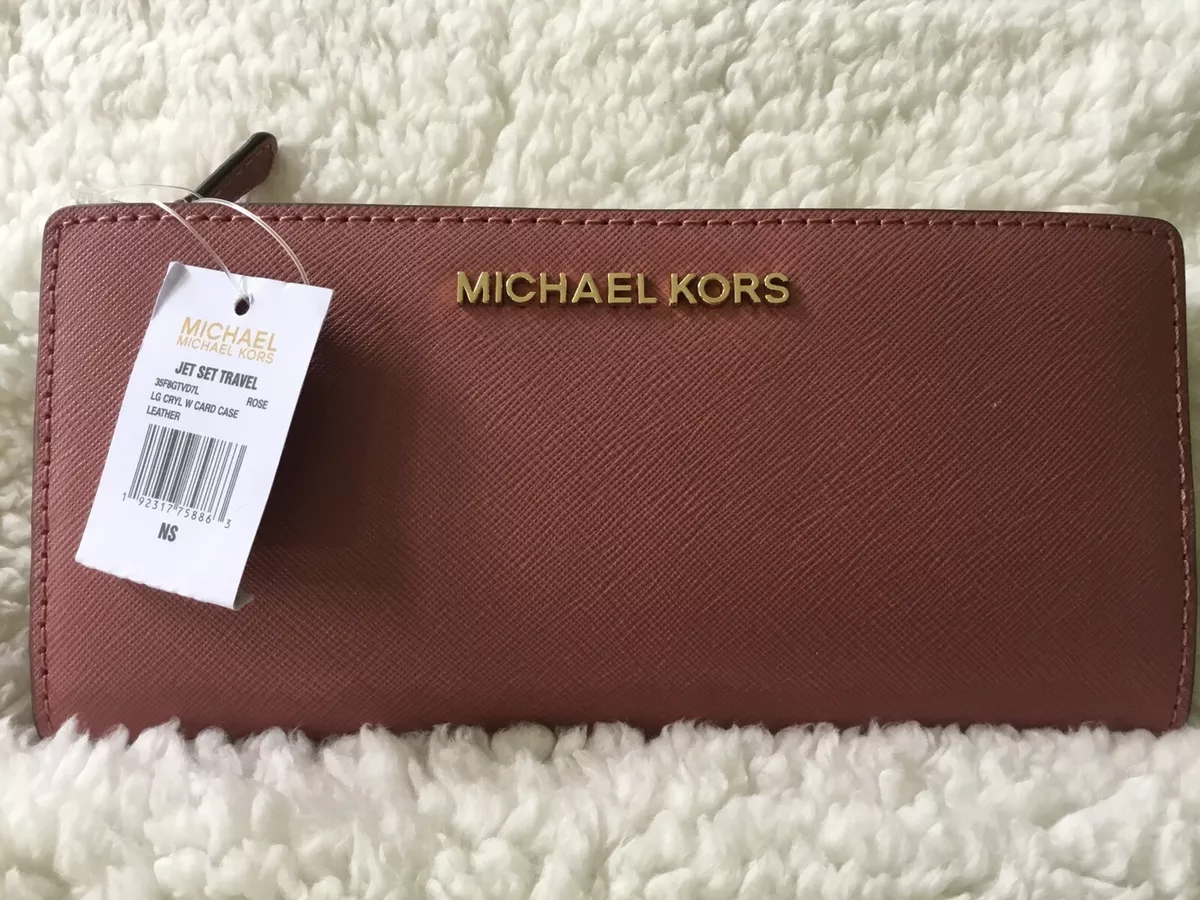 MICHAEL KORS
MICHAEL
MICHAEL KORS
JET SET TRAVEL
35F8GTVD7L ROSE
LG CRYL W CARD CASE
LEATHER
1 92317 75886 3
NS